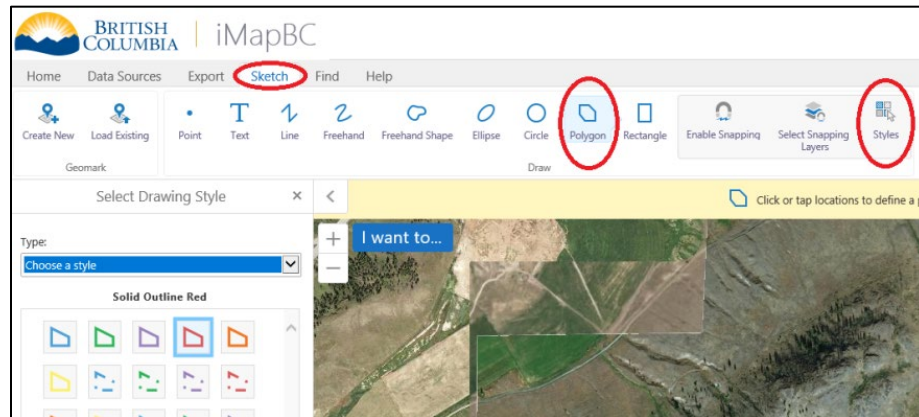 BRITISH
COLUMBIA
iMapBC
Home Data Sources Export Sketch Find Help
Create New Load Existing Point Text Line Freehand Freehand Shape Ellipse Circle Polygon Rectangle Enable Snapping Select Snapping Styles
Layers
Geomark Draw
Select Drawing Style × <
Click or tap locations to define a
Type:
Choose a style
+ I want to...
−
Solid Outline Red